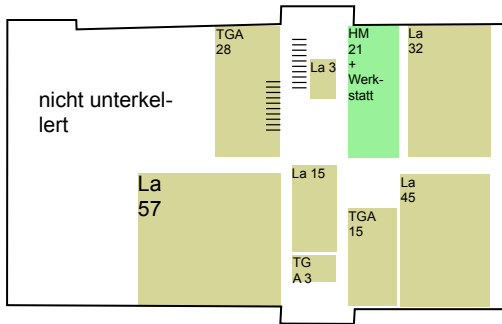 TGA
28
La 3
HM
21
+
Werk-
statt
La
32
nicht unterkel-
lert
La
57
La 15
TG
A 3
TGA
15
La
45